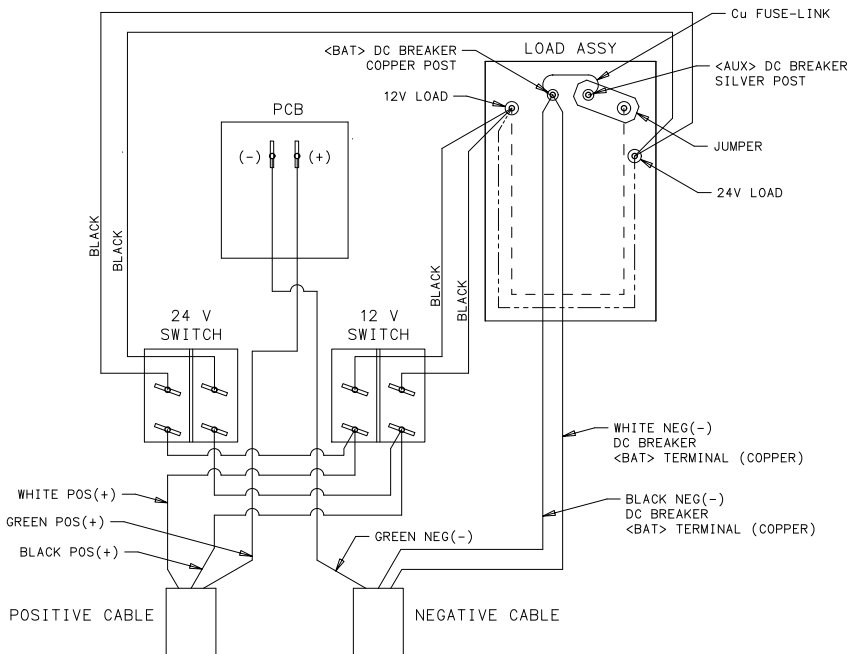 Cu FUSE-LINK
<BAT> DC BREAKER
COPPER POST
LOAD ASSY
<AUX> DC BREAKER
SILVER POST
12V LOAD
PCB
(-)
(+)
JUMPER
24V LOAD
BLACK
BLACK
BLACK
BLACK
24 V
SWITCH
12 V
SWITCH
WHITE NEG(-)
DC BREAKER
<BAT> TERMINAL (COPPER)
WHITE POS(+)
BLACK NEG(-)
DC BREAKER
<BAT> TERMINAL (COPPER)
GREEN POS(+)
GREEN NEG(-)
BLACK POS(+)
POSITIVE CABLE
NEGATIVE CABLE